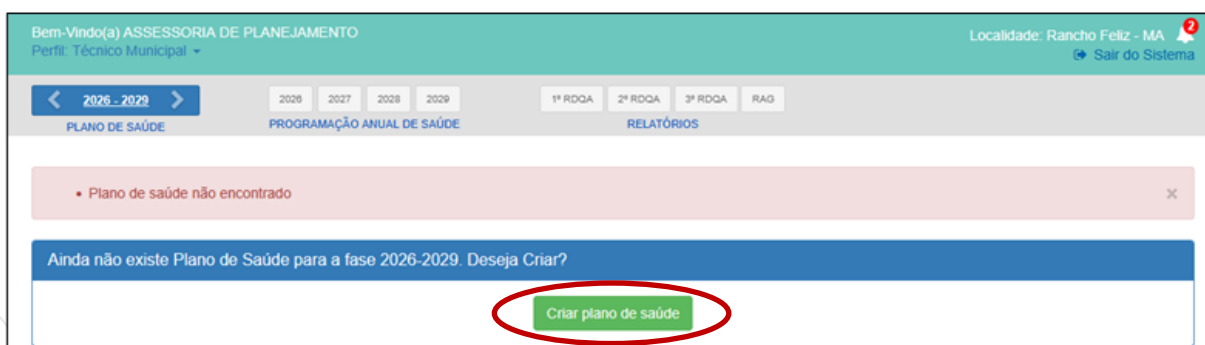 Bem-Vindo(a) ASSESSORIA DE PLANEJAMENTO
Perfil: Técnico Municipal
Localidade: Rancho Feliz - MA
2
Sair do Sistema
2026 - 2029
PLANO DE SAÚDE
2026 2027 2028 2029
PROGRAMAÇÃO ANUAL DE SAÚDE
1º RDQA 2º RDQA 3º RDQA RAG
RELATÓRIOS
• Plano de saúde não encontrado
×
Ainda não existe Plano de Saúde para a fase 2026-2029. Deseja Criar?
Criar plano de saúde